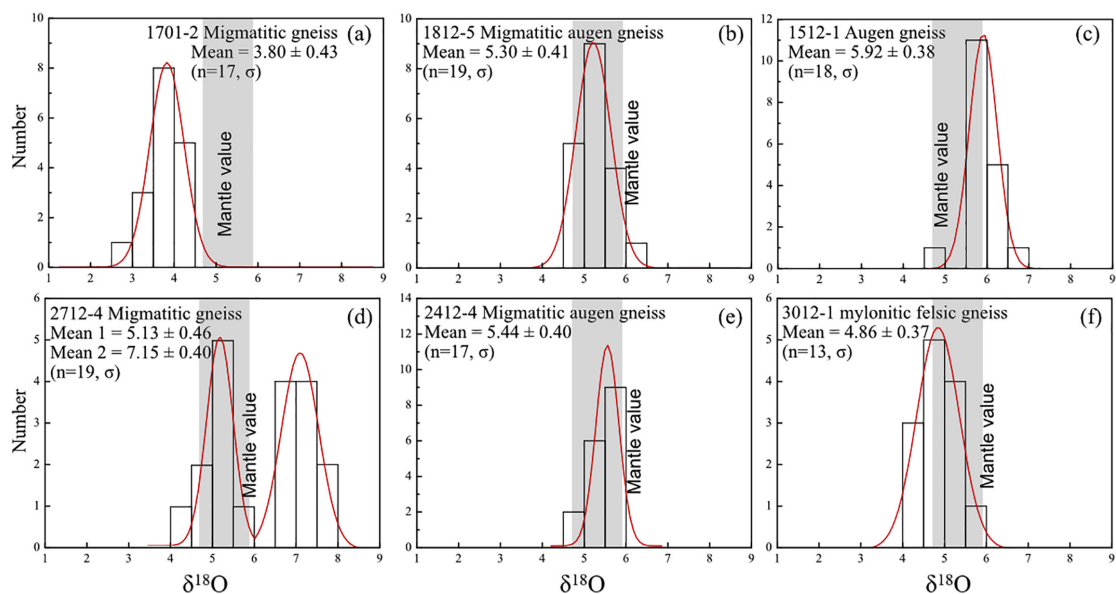 1701-2 Migmatitic gneiss (a)
Mean = 3.80 ± 0.43
(n=17, σ)
Mantle value
Number
10
8
6
4
2
0
1 2 3 4 5 6 7 8 9
1812-5 Migmatitic augen gneiss (b)
Mean = 5.30 ± 0.41
(n=19, σ)
Mantle value
10
8
6
4
2
0
1 2 3 4 5 6 7 8 9
1512-1 Augen gneiss (c)
Mean = 5.92 ± 0.38
(n=18, σ)
Mantle value
12
10
8
6
4
2
0
1 2 3 4 5 6 7 8 9
2712-4 Migmatitic gneiss (d)
Mean 1 = 5.13 ± 0.46
Mean 2 = 7.15 ± 0.40
(n=19, σ)
Mantle value
Number
6
5
4
3
2
1
0
1 2 3 4 5 6 7 8 9
δ¹⁸O
2412-4 Migmatitic augen gneiss (e)
Mean = 5.44 ± 0.40
(n=17, σ)
Mantle value
14
12
10
8
6
4
2
0
1 2 3 4 5 6 7 8 9
δ¹⁸O
3012-1 mylonitic felsic gneiss (f)
Mean = 4.86 ± 0.37
(n=13, σ)
Mantle value
6
5
4
3
2
1
0
1 2 3 4 5 6 7 8 9
δ¹⁸O